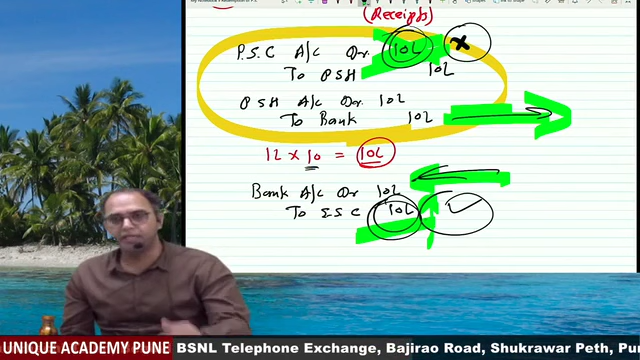 (Receipts)
P.S.C A/C Dr. 10L
To PSH 10L
PSH A/C Dr. 10L
To Bank 10L
12 × 10 = 10L
Bank A/C Dr 10L
To ESC 10L
UNIQUE ACADEMY PUNE BSNL Telephone Exchange, Bajirao Road, Shukrawar Peth, Pu